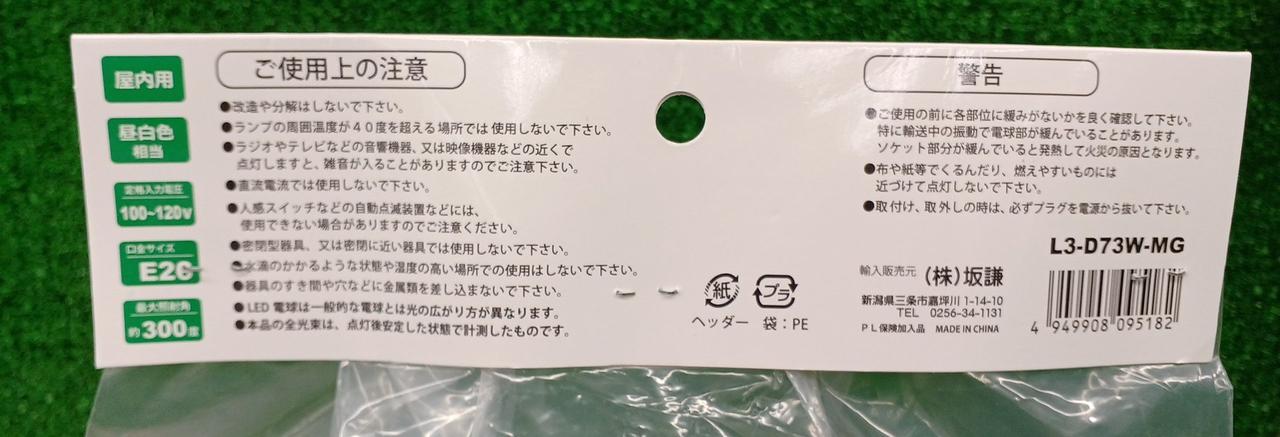 屋内用
昼白色
相当
定格入力電圧
100~120v
口金サイズ
E26
最大照射角
約300度
ご使用上の注意
●改造や分解はしないで下さい。
●ランプの周囲温度が40度を超える場所では使用しないで下さい。
●ラジオやテレビなどの音響機器、又は映像機器などの近くで
点灯しますと、雑音が入ることがありますのでご注意下さい。
●直流電流では使用しないで下さい。
●人感スイッチなどの自動点滅装置などには、
使用できない場合がありますのでご注意ください。
●密閉型器具、又は密閉に近い器具では使用しないで下さい。
●水滴のかかるような状態や湿度の高い場所での使用はしないで下さい。
●器具のすき間や穴などに金属類を差し込まないで下さい。
●LED電球は一般的な電球とは光の広がり方が異なります。
●本品の全光束は、点灯後安定した状態で計測したものです。
紙
プラ
ヘッダー 袋：PE
警告
●ご使用の前に各部位に緩みがないかを良く確認して下さい。
特に輸送中の振動で電球部が緩んでいることがあります。
ソケット部分が緩んでいると発熱して火災の原因となります。
●布や紙等でくるんだり、燃えやすいものには
近づけて点灯しないで下さい。
●取付け、取外しの時は、必ずプラグを電源から抜いて下さい。
L3-D73W-MG
輸入販売元 (株)坂謙
新潟県三条市嘉坪川1-14-10
TEL 0256-34-1131
PL保険加入品 MADE IN CHINA
4 949908 095182